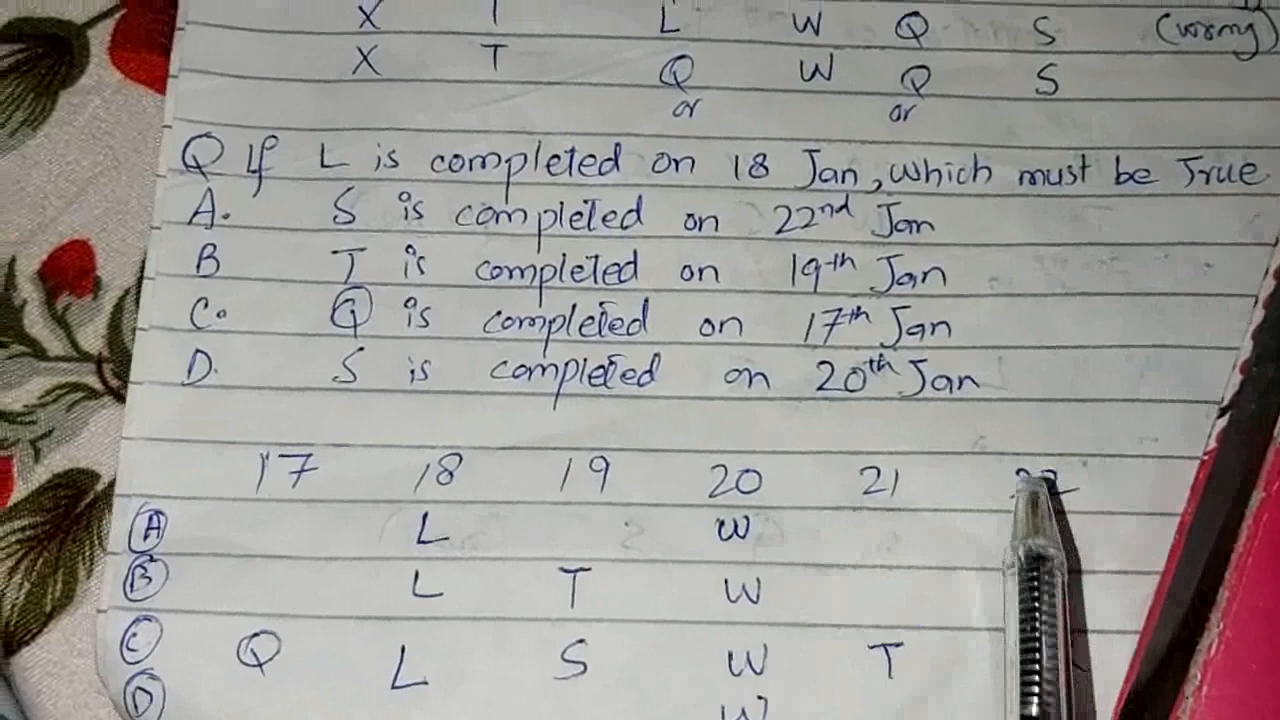 X T L W Q S (wrong)
X T Q W Q S
or or
Q If L is completed on 18 Jan, which must be True
A. S is completed on 22nd Jan
B T is completed on 19th Jan
C. Q is completed on 17th Jan
D. S is completed on 20th Jan
17 18 19 20 21 22
A L W
B L T W
C Q L S W T
D W